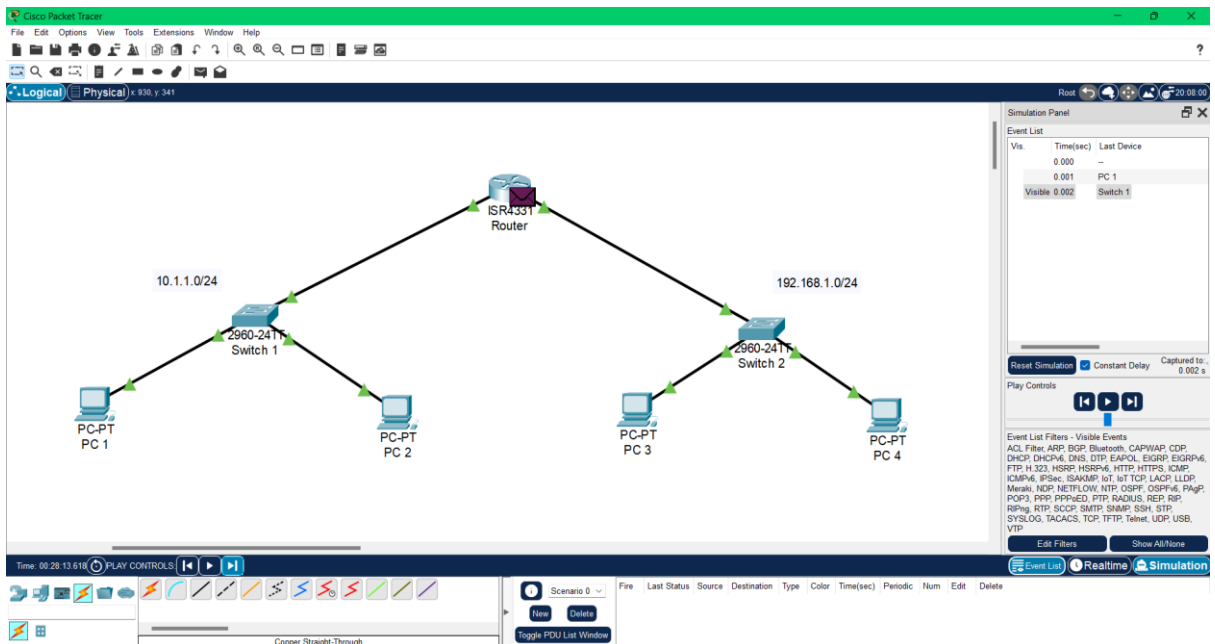 Cisco Packet Tracer
File Edit Options View Tools Extensions Window Help
?
Logical Physical x: 930, y: 341
Root 20:08:00
Simulation Panel
Event List
Vis. Time(sec) Last Device
0.000 --
0.001 PC 1
Visible 0.002 Switch 1
ISR4331
Router
10.1.1.0/24
192.168.1.0/24
2960-24TT
Switch 1
2960-24TT
Switch 2
PC-PT
PC 1
PC-PT
PC 2
PC-PT
PC 3
PC-PT
PC 4
Reset Simulation Constant Delay Captured to:
0.002 s
Play Controls
Event List Filters - Visible Events
ACL Filter, ARP, BGP, Bluetooth, CAPWAP, CDP,
DHCP, DHCPv6, DNS, DTP, EAPOL, EIGRP, EIGRPv6,
FTP, H.323, HSRP, HSRPv6, HTTP, HTTPS, ICMP,
ICMPv6, IPSec, ISAKMP, IoT, IoT TCP, LACP, LLDP,
Meraki, NDP, NETFLOW, NTP, OSPF, OSPFv6, PAgP,
POP3, PPP, PPPoED, PTP, RADIUS, REP, RIP,
RIPng, RTP, SCCP, SMTP, SNMP, SSH, STP,
SYSLOG, TACACS, TCP, TFTP, Telnet, UDP, USB,
VTP
Edit Filters Show All/None
Time: 00:28:13.618 PLAY CONTROLS:
Event List Realtime Simulation
Scenario 0
New Delete
Toggle PDU List Window
Fire Last Status Source Destination Type Color Time(sec) Periodic Num Edit Delete
Copper Straight-Through